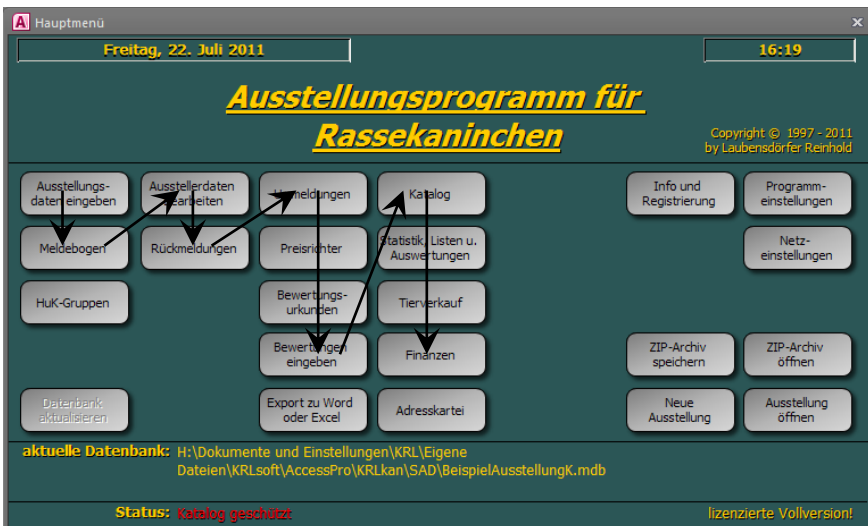 Hauptmenü
Freitag, 22. Juli 2011
16:19
Ausstellungsprogramm für
Rassekaninchen
Copyright © 1997 - 2011
by Laubensdörfer Reinhold
Ausstellungs-
daten eingeben
Ausstellerdaten
bearbeiten
Katalog
Info und
Registrierung
Programm-
einstellungen
Meldebogen
Rückmeldungen
Preisrichter
Statistik, Listen u.
Auswertungen
Netz-
einstellungen
HuK-Gruppen
Bewertungs-
urkunden
Tierverkauf
Bewertungen
eingeben
Finanzen
ZIP-Archiv
speichern
ZIP-Archiv
öffnen
Datenbank
aktualisieren
Export zu Word
oder Excel
Adresskartei
Neue
Ausstellung
Ausstellung
öffnen
aktuelle Datenbank: H:\Dokumente und Einstellungen\KRL\Eigene
Dateien\KRLsoft\AccessPro\KRLkan\SAD\BeispielAusstellungK.mdb
Status: Katalog geschützt
lizenzierte Vollversion!